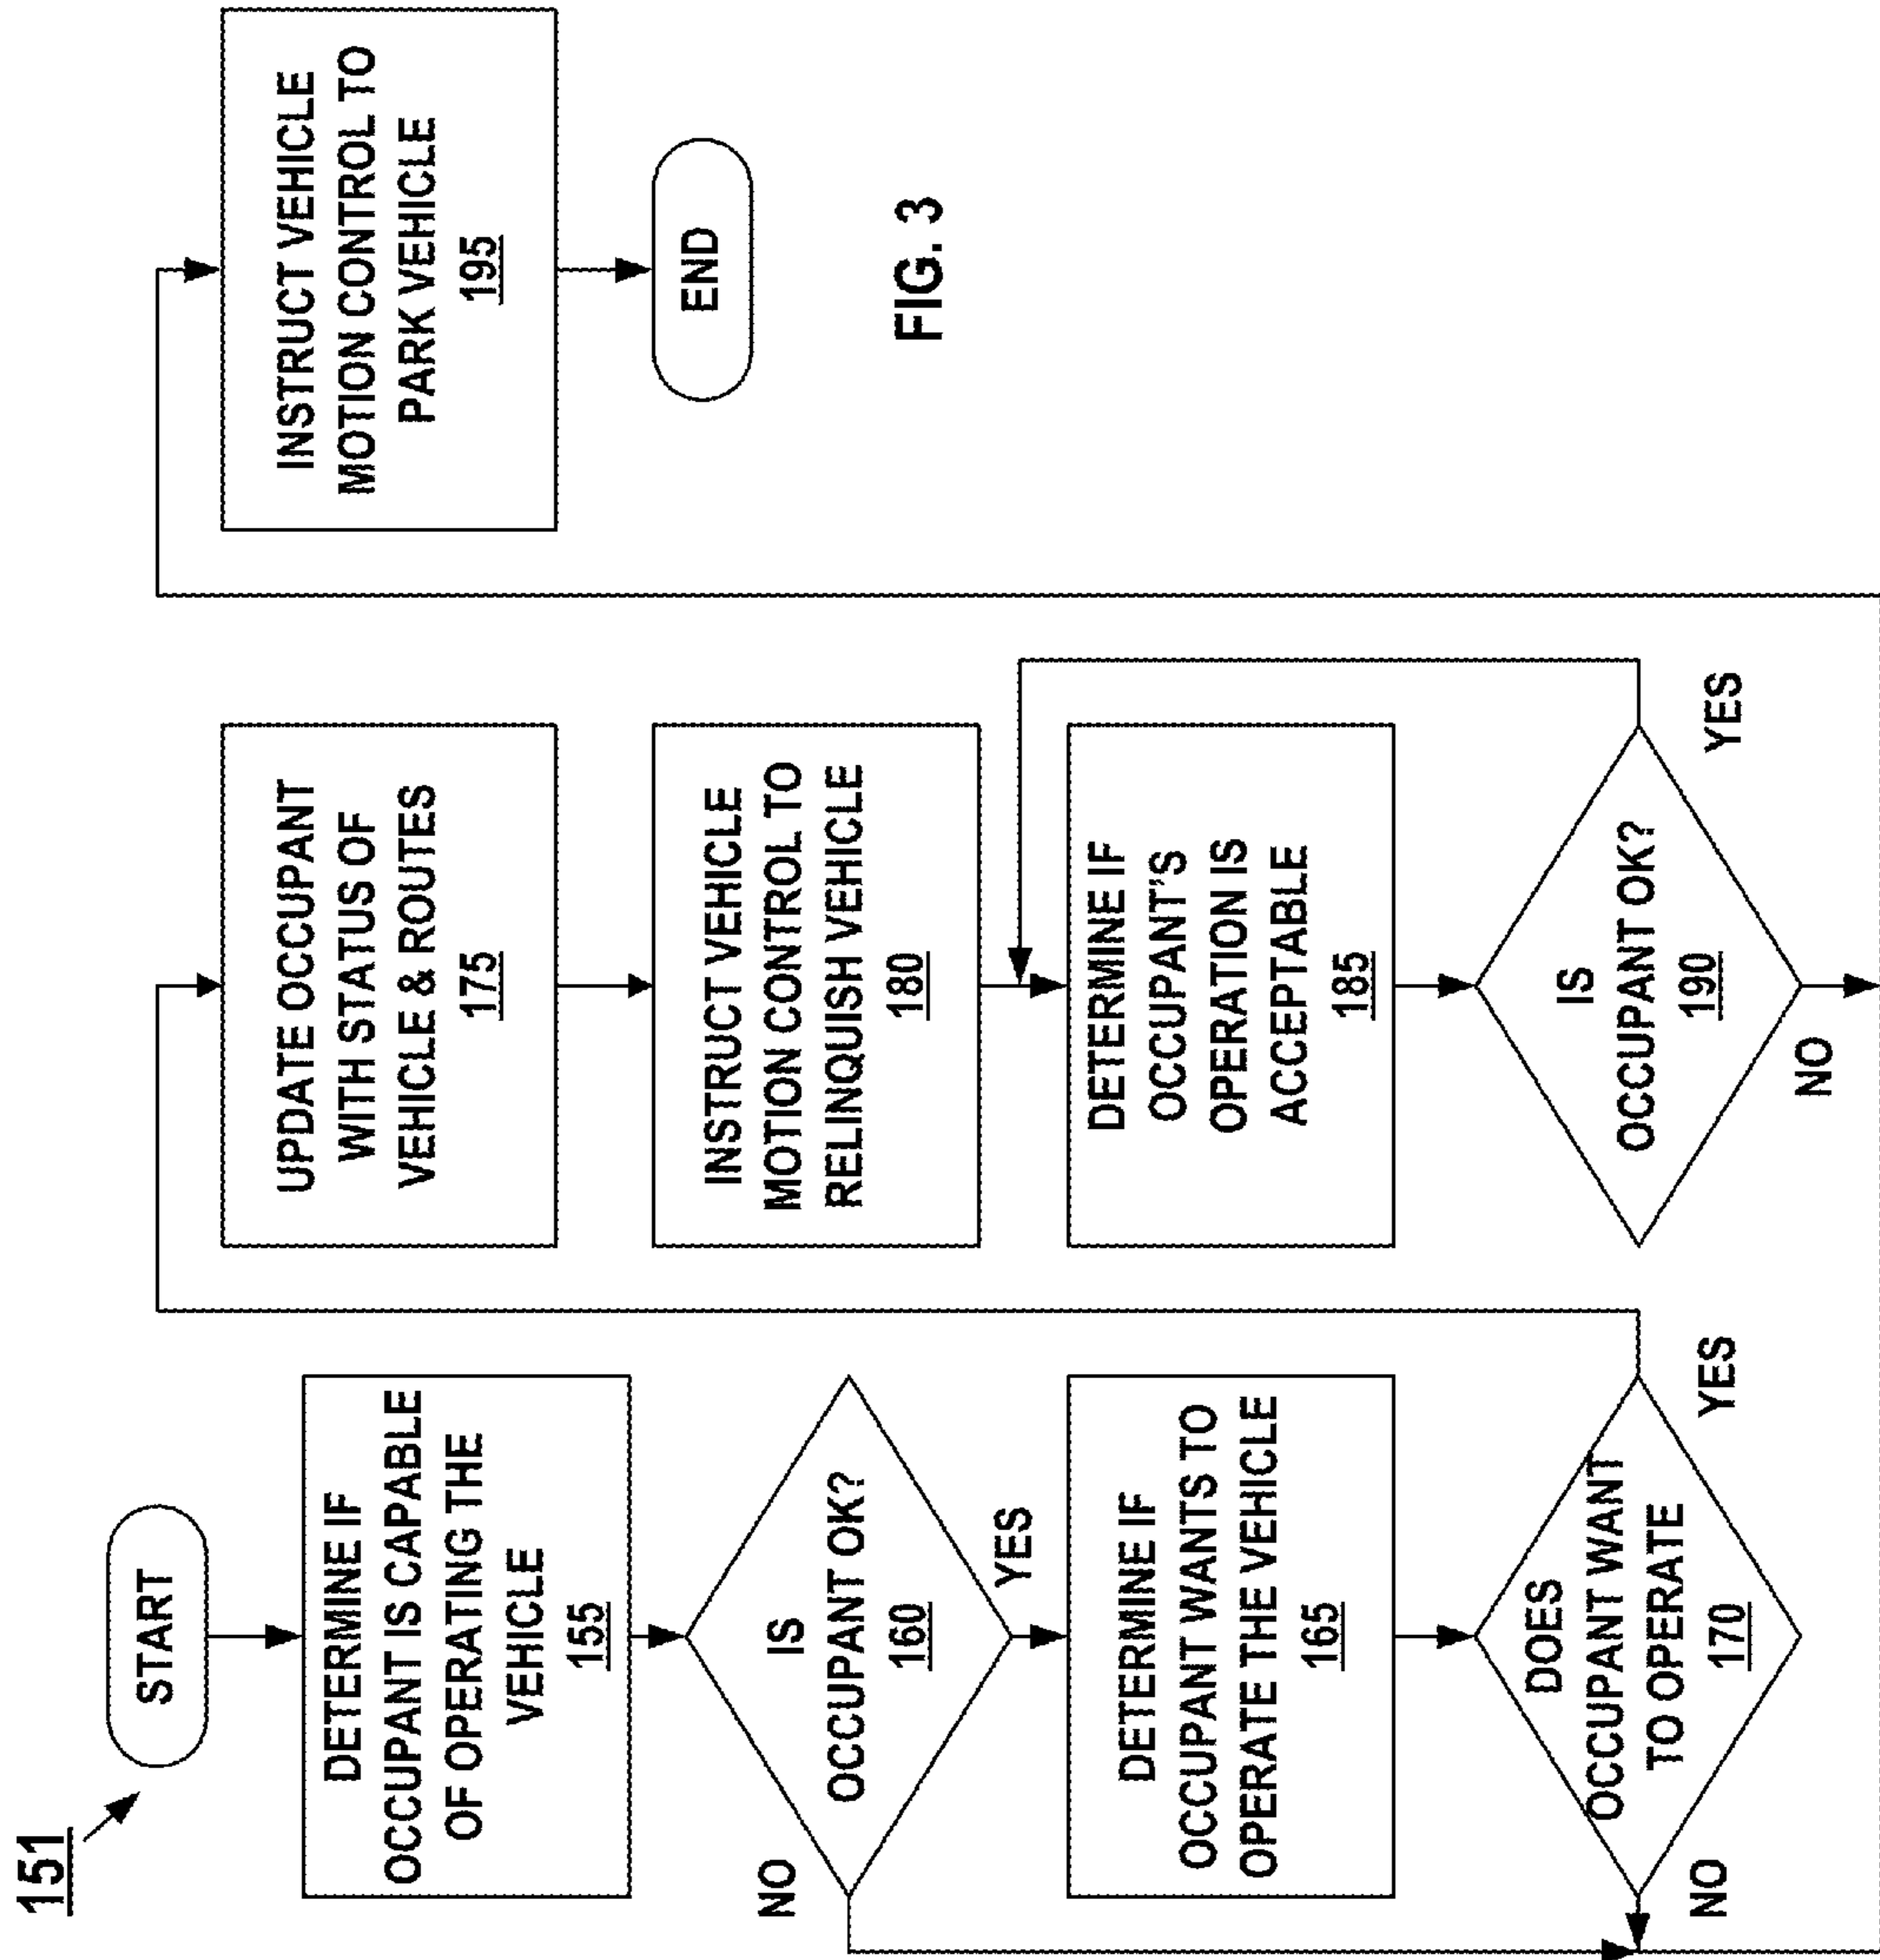 151
START
DETERMINE IF
OCCUPANT IS CAPABLE
OF OPERATING THE
VEHICLE
155
IS
OCCUPANT OK?
160
NO
YES
DETERMINE IF
OCCUPANT WANTS TO
OPERATE THE VEHICLE
165
DOES
OCCUPANT WANT
TO OPERATE
170
NO
YES
UPDATE OCCUPANT
WITH STATUS OF
VEHICLE & ROUTES
175
INSTRUCT VEHICLE
MOTION CONTROL TO
RELINQUISH VEHICLE
180
DETERMINE IF
OCCUPANT'S
OPERATION IS
ACCEPTABLE
185
IS
OCCUPANT OK?
190
NO
YES
INSTRUCT VEHICLE
MOTION CONTROL TO
PARK VEHICLE
195
END
FIG. 3